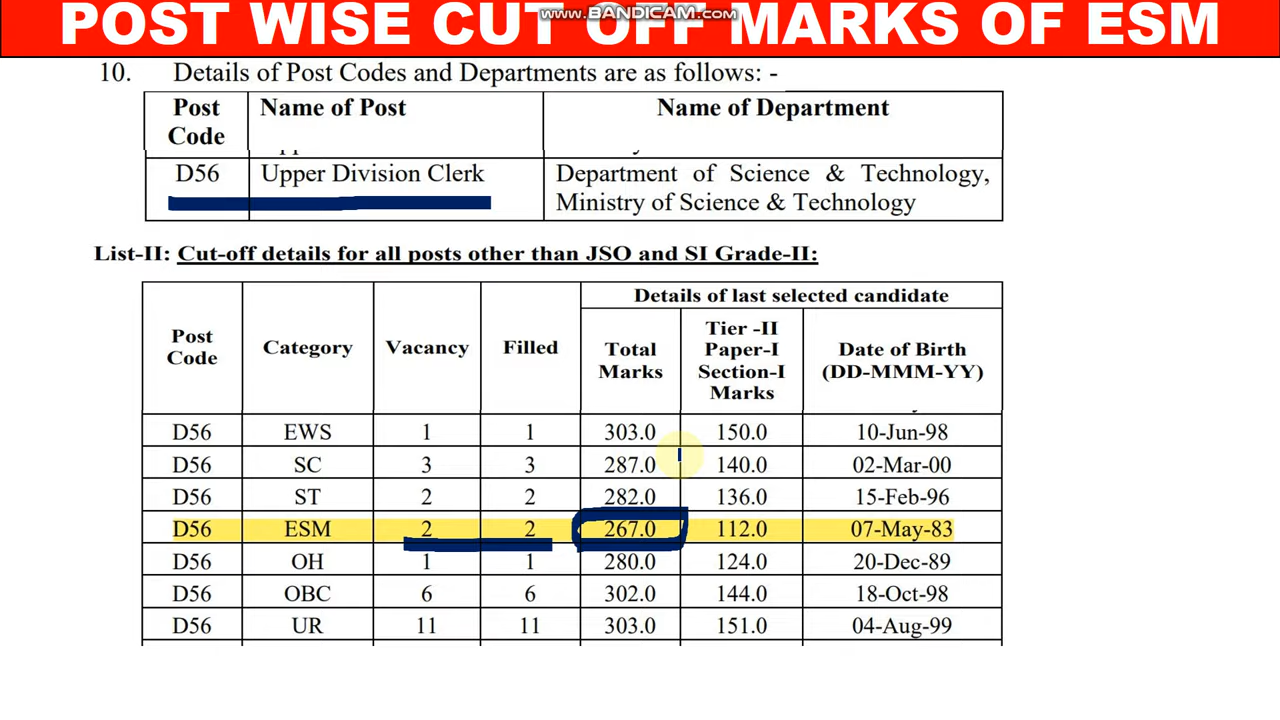 www.BANDICAM.com
POST WISE CUT OFF MARKS OF ESM
10. Details of Post Codes and Departments are as follows: -
Post Code Name of Post Name of Department
D56 Upper Division Clerk Department of Science & Technology,
Ministry of Science & Technology
List-II: Cut-off details for all posts other than JSO and SI Grade-II:
Post Code Category Vacancy Filled Details of last selected candidate
Total Marks Tier -II Paper-I Section-I Marks Date of Birth (DD-MMM-YY)
D56 EWS 1 1 303.0 150.0 10-Jun-98
D56 SC 3 3 287.0 140.0 02-Mar-00
D56 ST 2 2 282.0 136.0 15-Feb-96
D56 ESM 2 2 267.0 112.0 07-May-83
D56 OH 1 1 280.0 124.0 20-Dec-89
D56 OBC 6 6 302.0 144.0 18-Oct-98
D56 UR 11 11 303.0 151.0 04-Aug-99